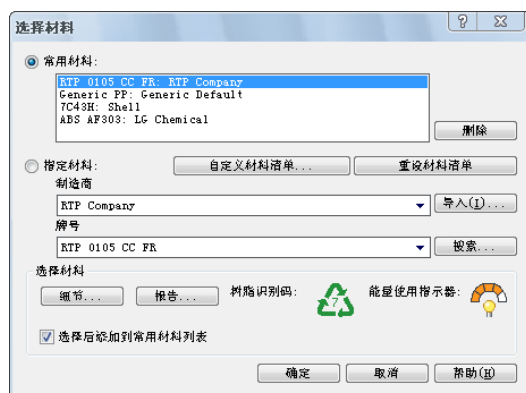 选择材料
常用材料:
RTP 0105 CC FR: RTP Company
Generic PP: Generic Default
7C43H: Shell
ABS AF303: LG Chemical
删除
指定材料: 自定义材料清单... 重设材料清单
制造商
RTP Company 导入(I)...
牌号
RTP 0105 CC FR 搜索...
选择材料
细节... 报告... 树脂识别码: 7 能量使用指示器:
选择后添加到常用材料列表
确定 取消 帮助(H)